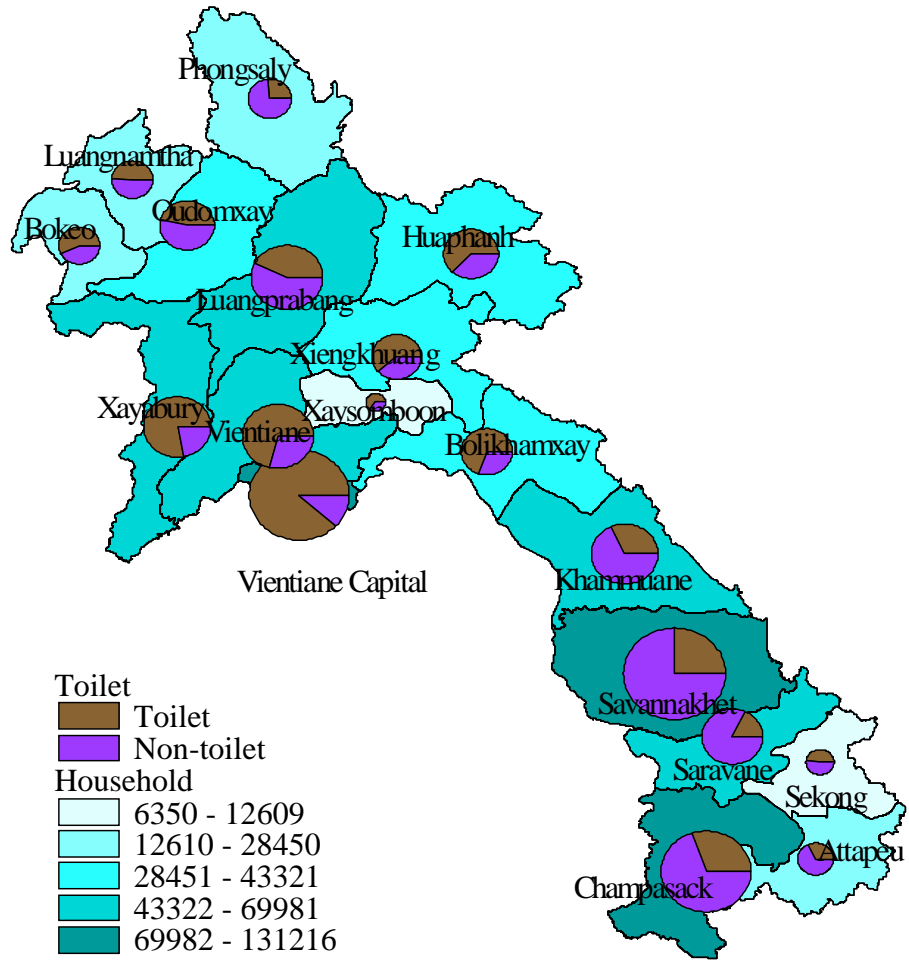 Phongsaly
Luangnamtha
Oudomxay
Bokeo
Huaphanh
Luangprabang
Xiengkhuang
Xayabury
Xaysomboon
Vientiane
Bolikhamxay
Vientiane Capital
Khammuane
Savannakhet
Saravane
Sekong
Attapeu
Champasack
Toilet
Toilet
Non-toilet
Household
6350 - 12609
12610 - 28450
28451 - 43321
43322 - 69981
69982 - 131216